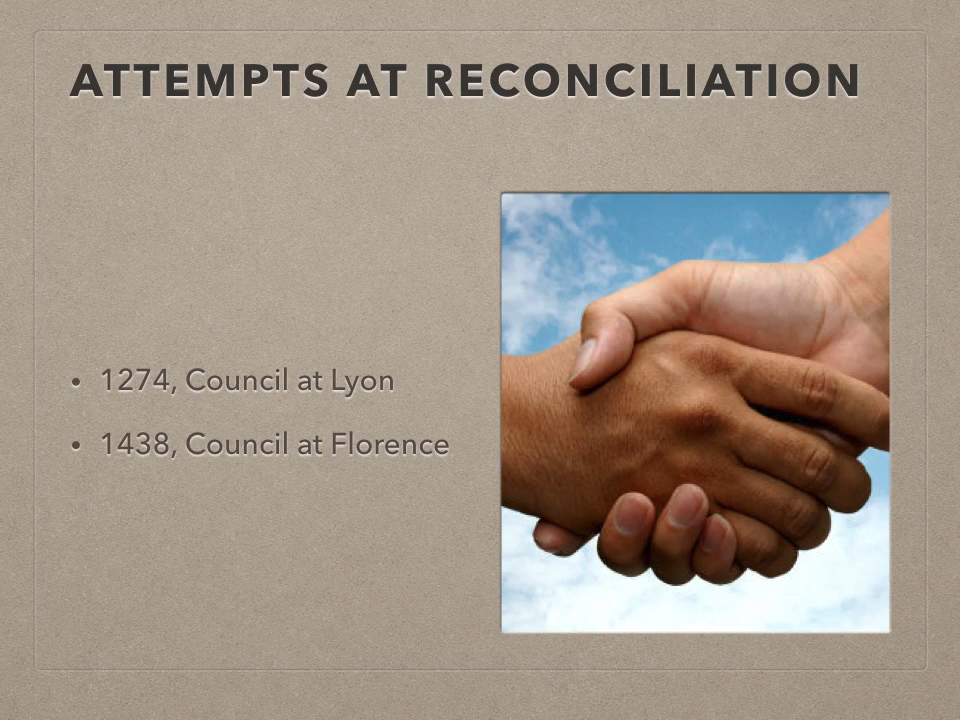 ATTEMPTS AT RECONCILIATION
• 1274, Council at Lyon
• 1438, Council at Florence